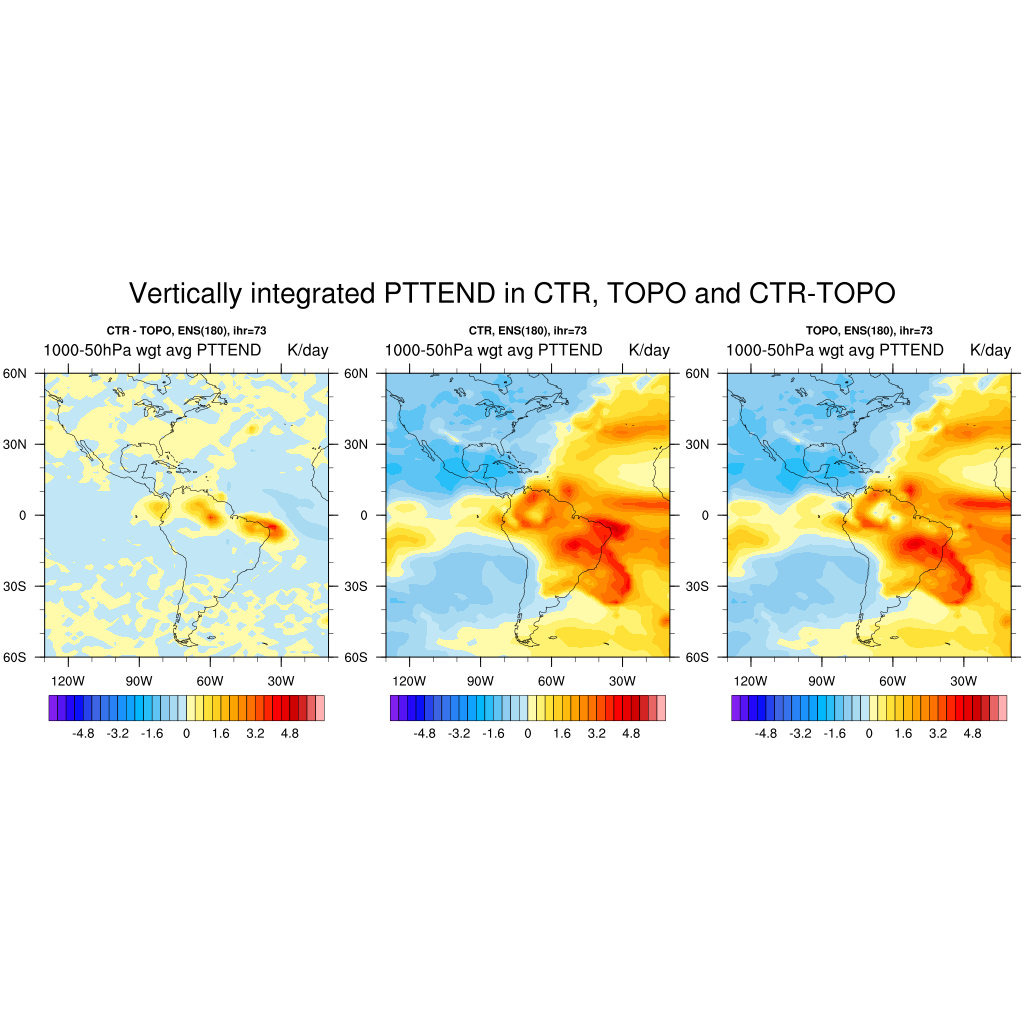 Vertically integrated PTTEND in CTR, TOPO and CTR-TOPO
CTR - TOPO, ENS(180), ihr=73
1000-50hPa wgt avg PTTEND K/day
60N
30N
0
30S
60S
120W 90W 60W 30W
-4.8 -3.2 -1.6 0 1.6 3.2 4.8
CTR, ENS(180), ihr=73
1000-50hPa wgt avg PTTEND K/day
60N
30N
0
30S
60S
120W 90W 60W 30W
-4.8 -3.2 -1.6 0 1.6 3.2 4.8
TOPO, ENS(180), ihr=73
1000-50hPa wgt avg PTTEND K/day
60N
30N
0
30S
60S
120W 90W 60W 30W
-4.8 -3.2 -1.6 0 1.6 3.2 4.8